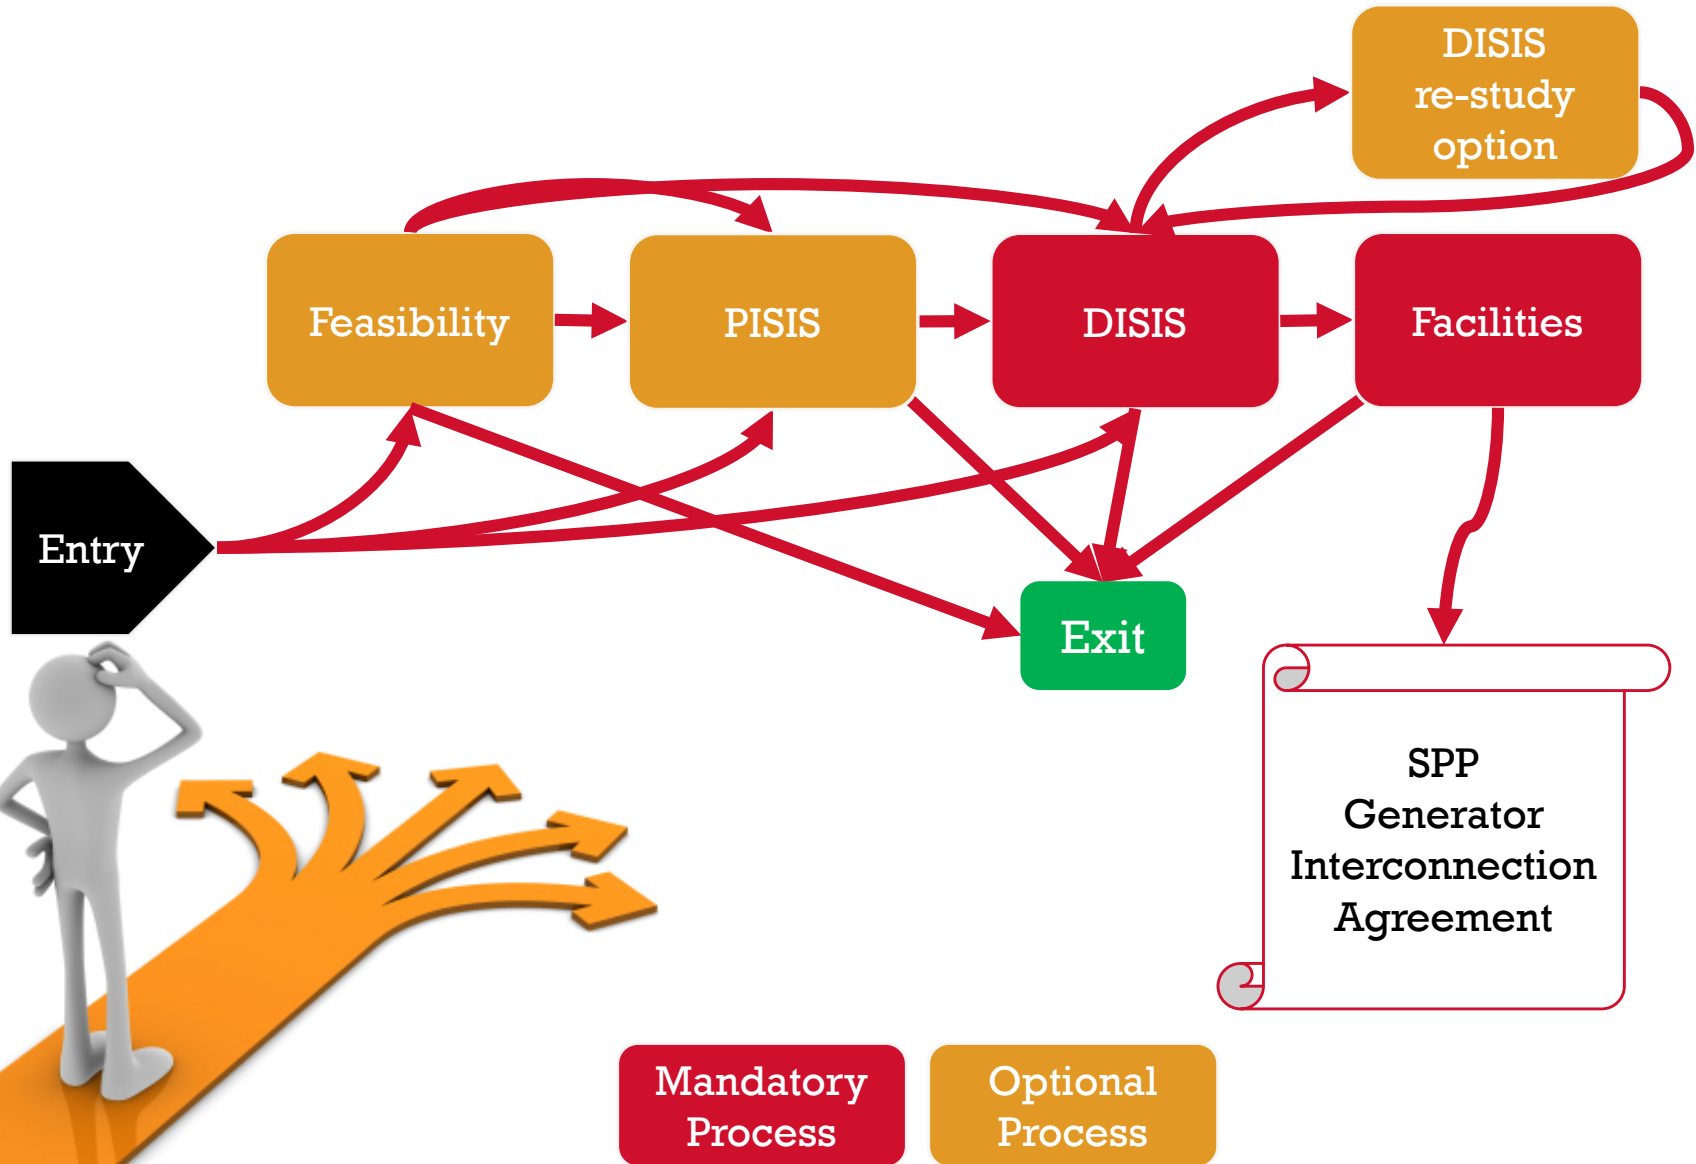 DISIS
re-study
option
Feasibility
PISIS
DISIS
Facilities
Entry
Exit
SPP
Generator
Interconnection
Agreement
Mandatory
Process
Optional
Process